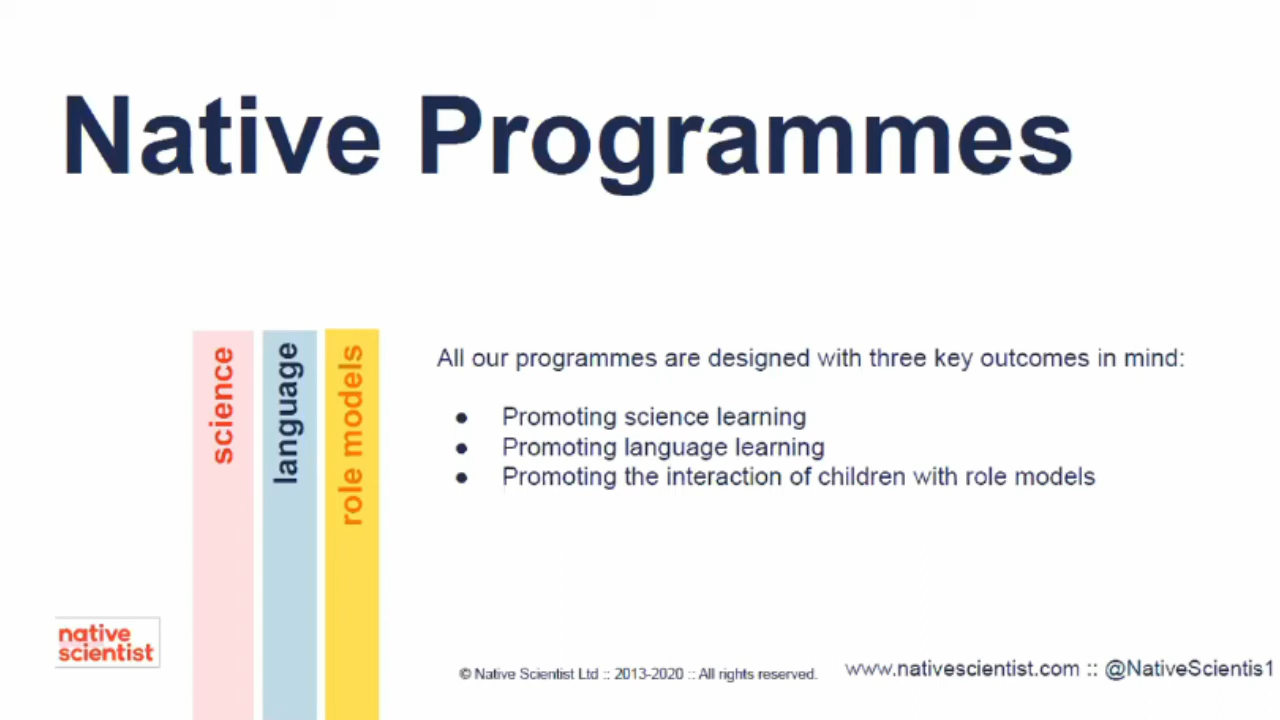 Native Programmes
science
language
role models
All our programmes are designed with three key outcomes in mind:
● Promoting science learning
● Promoting language learning
● Promoting the interaction of children with role models
native
scientist
© Native Scientist Ltd :: 2013-2020 :: All rights reserved.
www.nativescientist.com :: @NativeScientis1